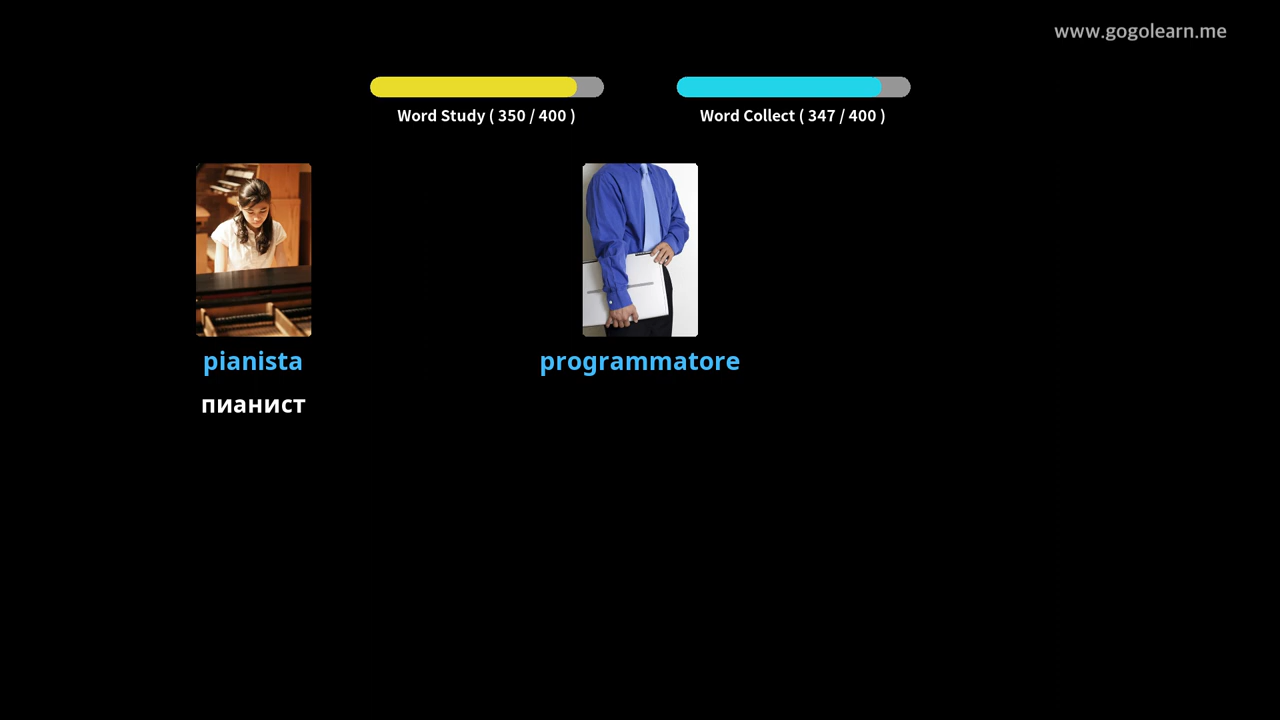 www.gogolearn.me
Word Study ( 350 / 400 )
Word Collect ( 347 / 400 )
pianista
programmatore
пианист